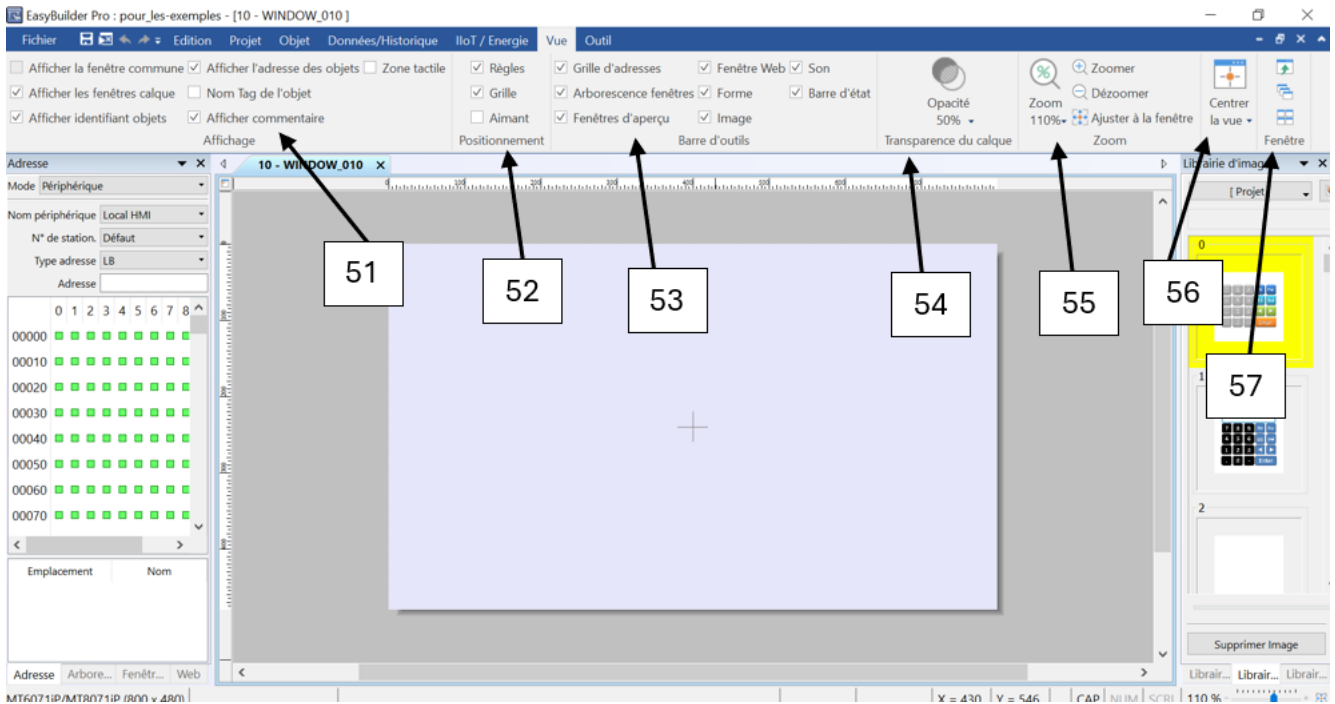 EasyBuilder Pro : pour_les-exemples - [10 - WINDOW_010 ]
Fichier Edition Projet Objet Données/Historique IIoT / Energie Vue Outil
Afficher la fenêtre commune Afficher l'adresse des objets Zone tactile Règles Grille d'adresses Fenêtre Web Son Zoomer
Afficher les fenêtres calque Nom Tag de l'objet Grille Arborescence fenêtres Forme Barre d'état Opacité Zoom Dézoomer Centrer
Afficher identifiant objets Afficher commentaire Aimant Fenêtres d'aperçu Image 50% 110% Ajuster à la fenêtre la vue
Affichage Positionnement Barre d'outils Transparence du calque Zoom Fenêtre
Adresse 10 - WINDOW_010 Librairie d'imag
Mode Périphérique
[ Projet
Nom périphérique Local HMI
N° de station. Défaut
Type adresse LB
Adresse
0 1 2 3 4 5 6 7 8
00000
00010
00020
00030
00040
00050
00060
00070
Emplacement Nom
51
52
53
54
55
56
57
0
1
2
Supprimer Image
Adresse Arbore... Fenêtr... Web
Librair... Librair... Librair...
MT6071iP/MT8071iP (800 x 480) X = 430 Y = 546 CAP NUM SCRL 110 %